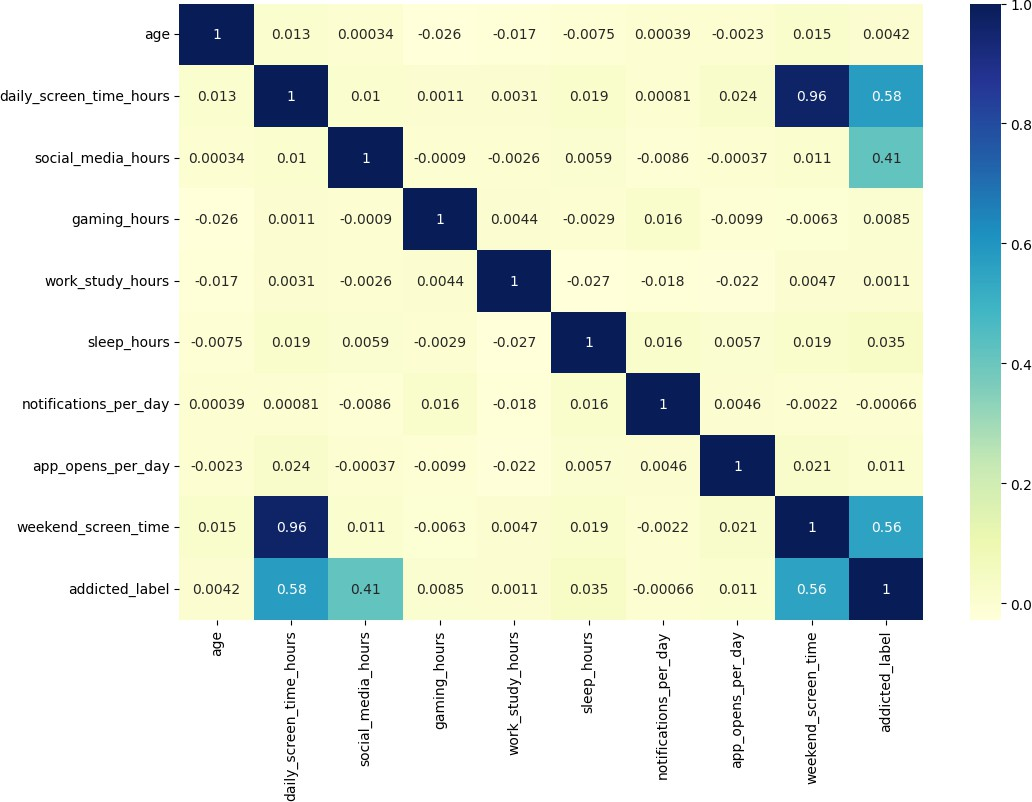 age 1 0.013 0.00034 -0.026 -0.017 -0.0075 0.00039 -0.0023 0.015 0.0042
daily_screen_time_hours 0.013 1 0.01 0.0011 0.0031 0.019 0.00081 0.024 0.96 0.58
social_media_hours 0.00034 0.01 1 -0.0009 -0.0026 0.0059 -0.0086 -0.00037 0.011 0.41
gaming_hours -0.026 0.0011 -0.0009 1 0.0044 -0.0029 0.016 -0.0099 -0.0063 0.0085
work_study_hours -0.017 0.0031 -0.0026 0.0044 1 -0.027 -0.018 -0.022 0.0047 0.0011
sleep_hours -0.0075 0.019 0.0059 -0.0029 -0.027 1 0.016 0.0057 0.019 0.035
notifications_per_day 0.00039 0.00081 -0.0086 0.016 -0.018 0.016 1 0.0046 -0.0022 -0.00066
app_opens_per_day -0.0023 0.024 -0.00037 -0.0099 -0.022 0.0057 0.0046 1 0.021 0.011
weekend_screen_time 0.015 0.96 0.011 -0.0063 0.0047 0.019 -0.0022 0.021 1 0.56
addicted_label 0.0042 0.58 0.41 0.0085 0.0011 0.035 -0.00066 0.011 0.56 1
age
daily_screen_time_hours
social_media_hours
gaming_hours
work_study_hours
sleep_hours
notifications_per_day
app_opens_per_day
weekend_screen_time
addicted_label
1.0
0.8
0.6
0.4
0.2
0.0